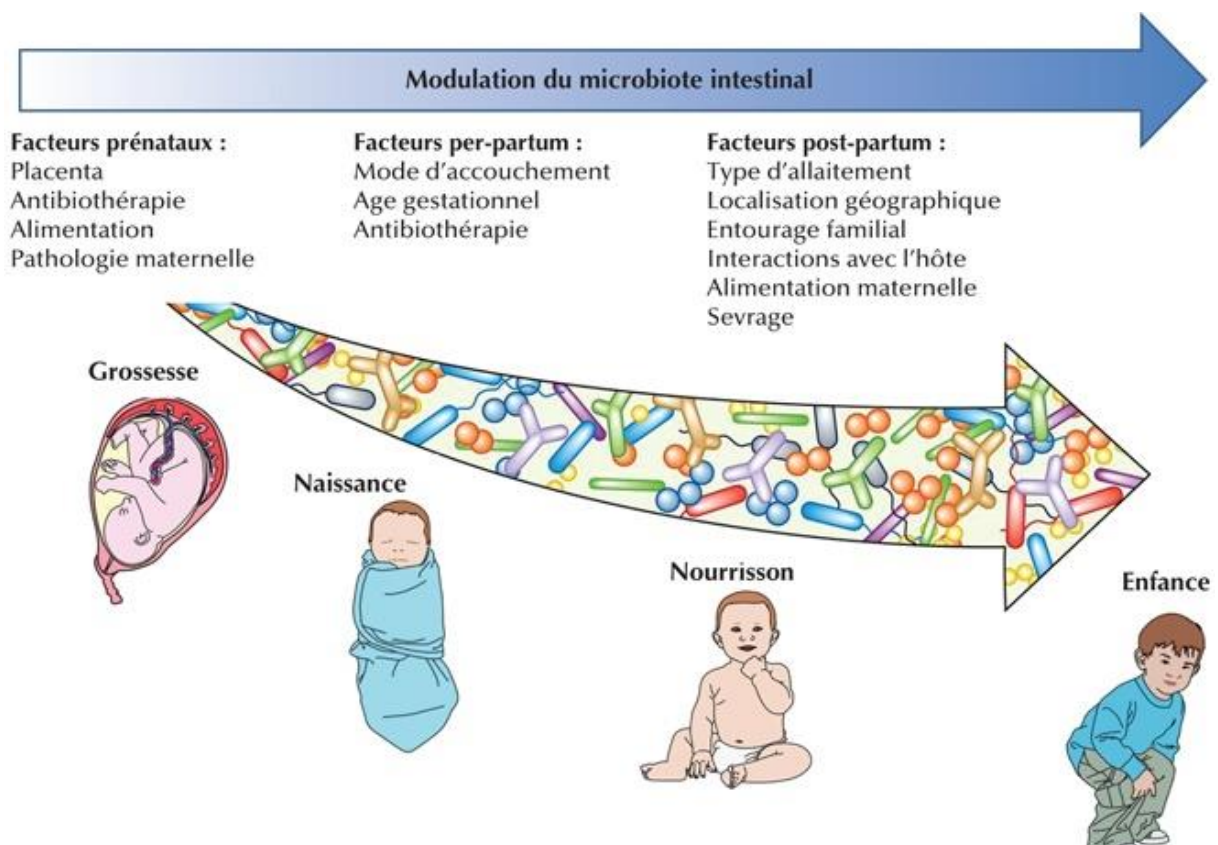 Modulation du microbiote intestinal
Facteurs prénataux :
Placenta
Antibiothérapie
Alimentation
Pathologie maternelle
Facteurs per-partum :
Mode d'accouchement
Age gestationnel
Antibiothérapie
Facteurs post-partum :
Type d'allaitement
Localisation géographique
Entourage familial
Interactions avec l'hôte
Alimentation maternelle
Sevrage
Grossesse
Naissance
Nourrisson
Enfance